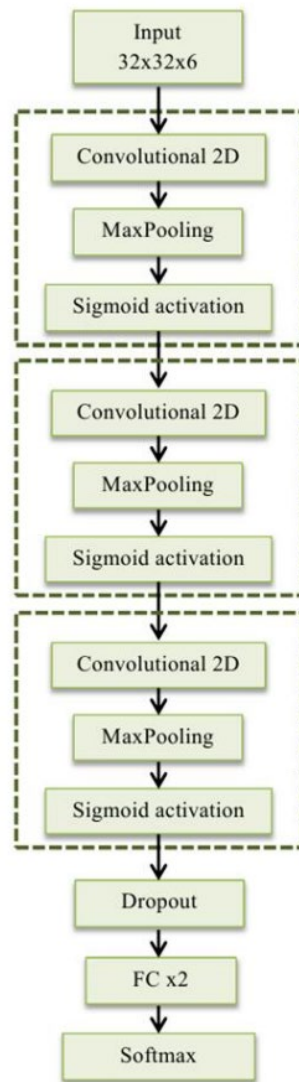 Input
32x32x6
Convolutional 2D
MaxPooling
Sigmoid activation
Convolutional 2D
MaxPooling
Sigmoid activation
Convolutional 2D
MaxPooling
Sigmoid activation
Dropout
FC x2
Softmax